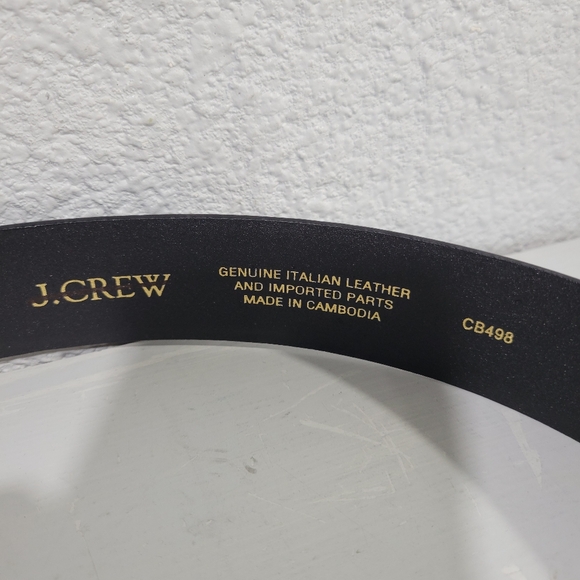 J.CREW
GENUINE ITALIAN LEATHER
AND IMPORTED PARTS
MADE IN CAMBODIA
CB498